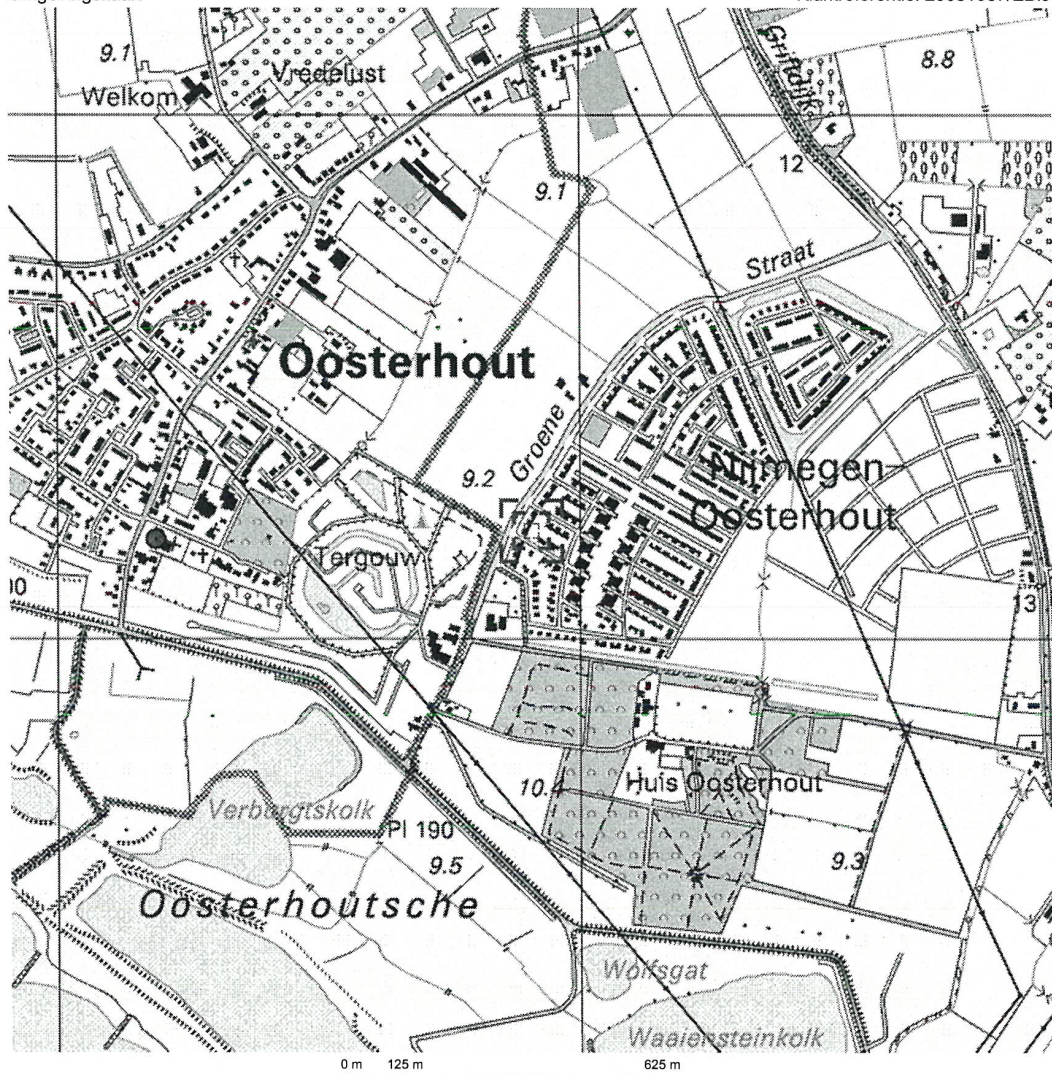 9.1
Vredelust
Welkom
Griftdijk
8.8
12
9.1
Straat
Oosterhout
Groene
9.2
Nijmegen-
Oosterhout
Tergouw
13
10.4
Huis Oosterhout
Verburgtskolk
Pl 190
9.5
9.3
Oosterhoutsche
Wolfsgat
Waaiensteinkolk
0 m 125 m 625 m